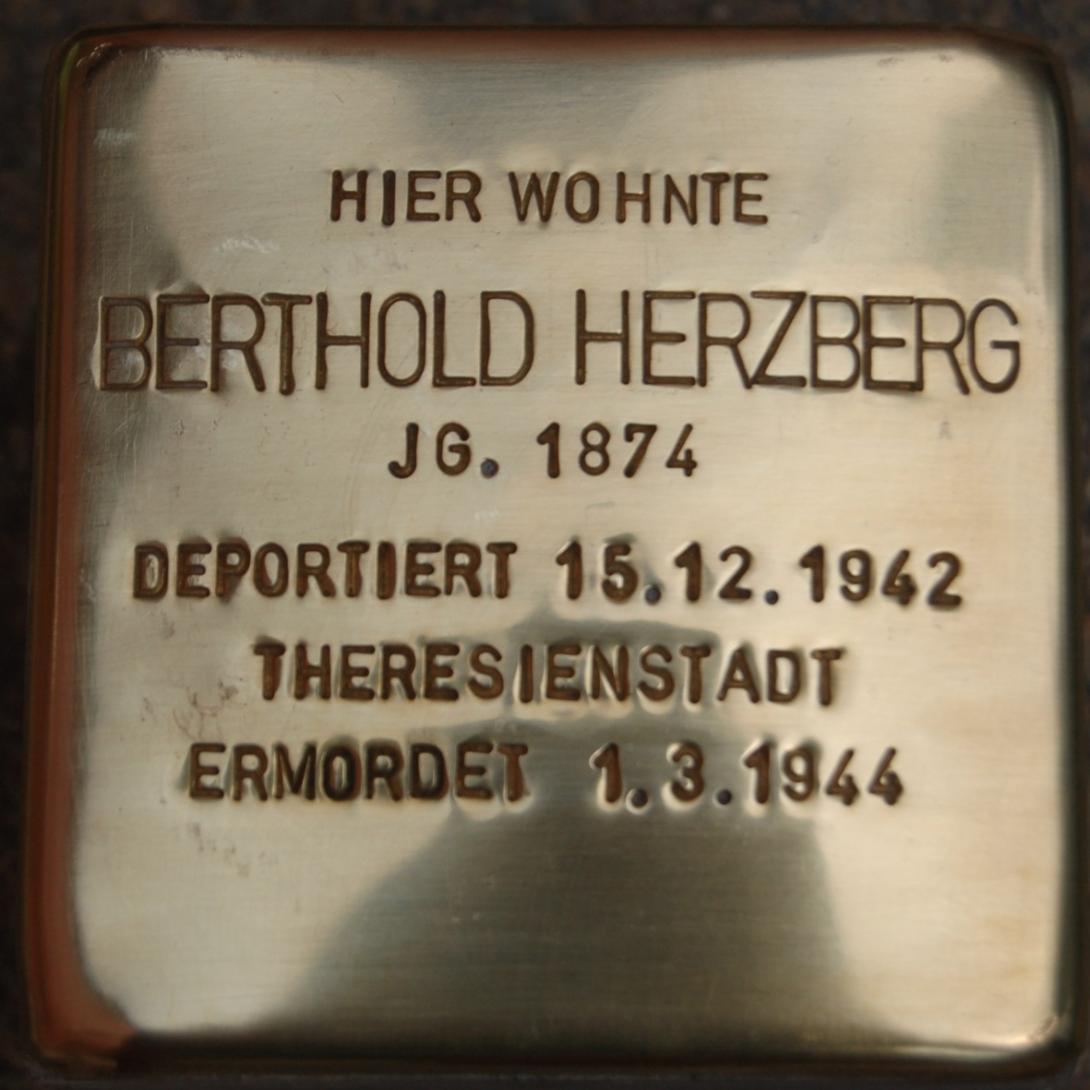 HIER WOHNTE
BERTHOLD HERZBERG
JG. 1874
DEPORTIERT 15.12.1942
THERESIENSTADT
ERMORDET 1.3.1944